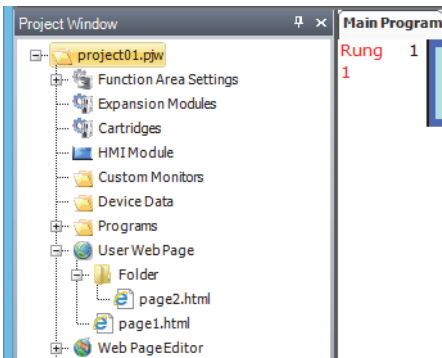 Project Window
project01.pjw
Function Area Settings
Expansion Modules
Cartridges
HMI Module
Custom Monitors
Device Data
Programs
User Web Page
Folder
page2.html
page1.html
Web Page Editor
Main Program
Rung 1
1